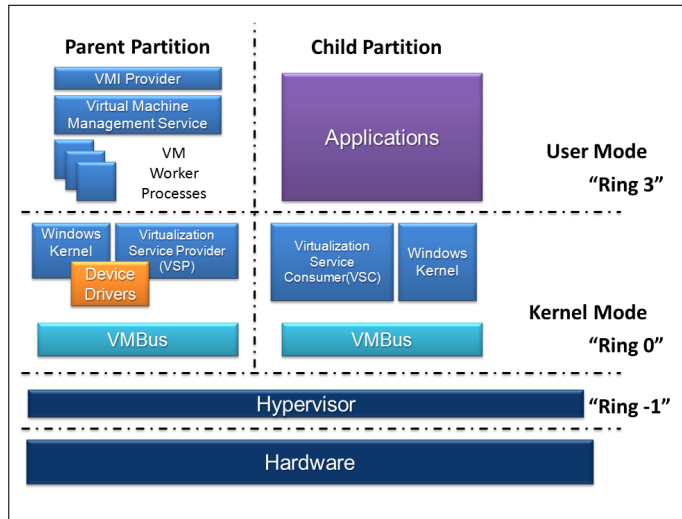 Parent Partition
Child Partition
VMI Provider
Virtual Machine
Management Service
VM
Worker
Processes
Applications
User Mode
“Ring 3”
Windows
Kernel
Virtualization
Service Provider
(VSP)
Device
Drivers
Virtualization
Service
Consumer(VSC)
Windows
Kernel
Kernel Mode
“Ring 0”
VMBus
VMBus
Hypervisor
“Ring -1”
Hardware